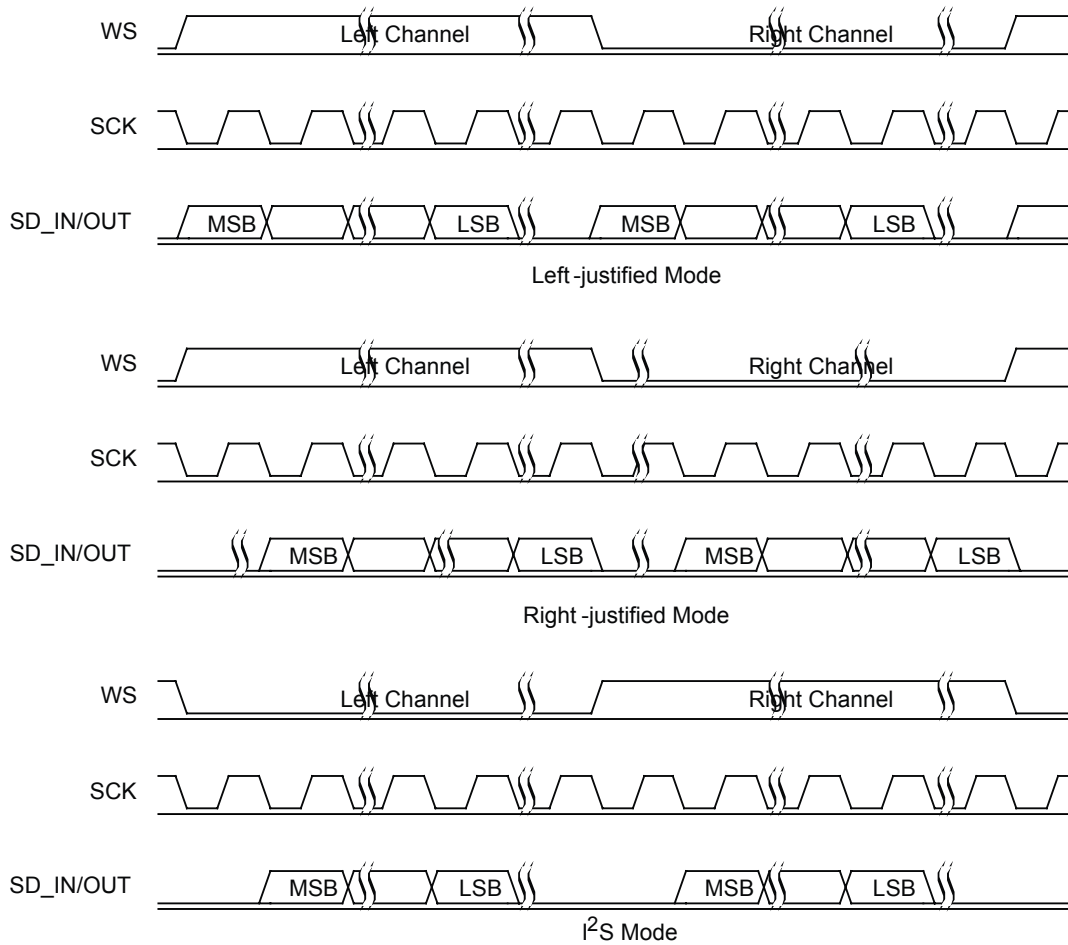 WS Left Channel Right Channel
SCK
SD_IN/OUT MSB LSB MSB LSB
Left-justified Mode
WS Left Channel Right Channel
SCK
SD_IN/OUT MSB LSB MSB LSB
Right-justified Mode
WS Left Channel Right Channel
SCK
SD_IN/OUT MSB LSB MSB LSB
I²S Mode